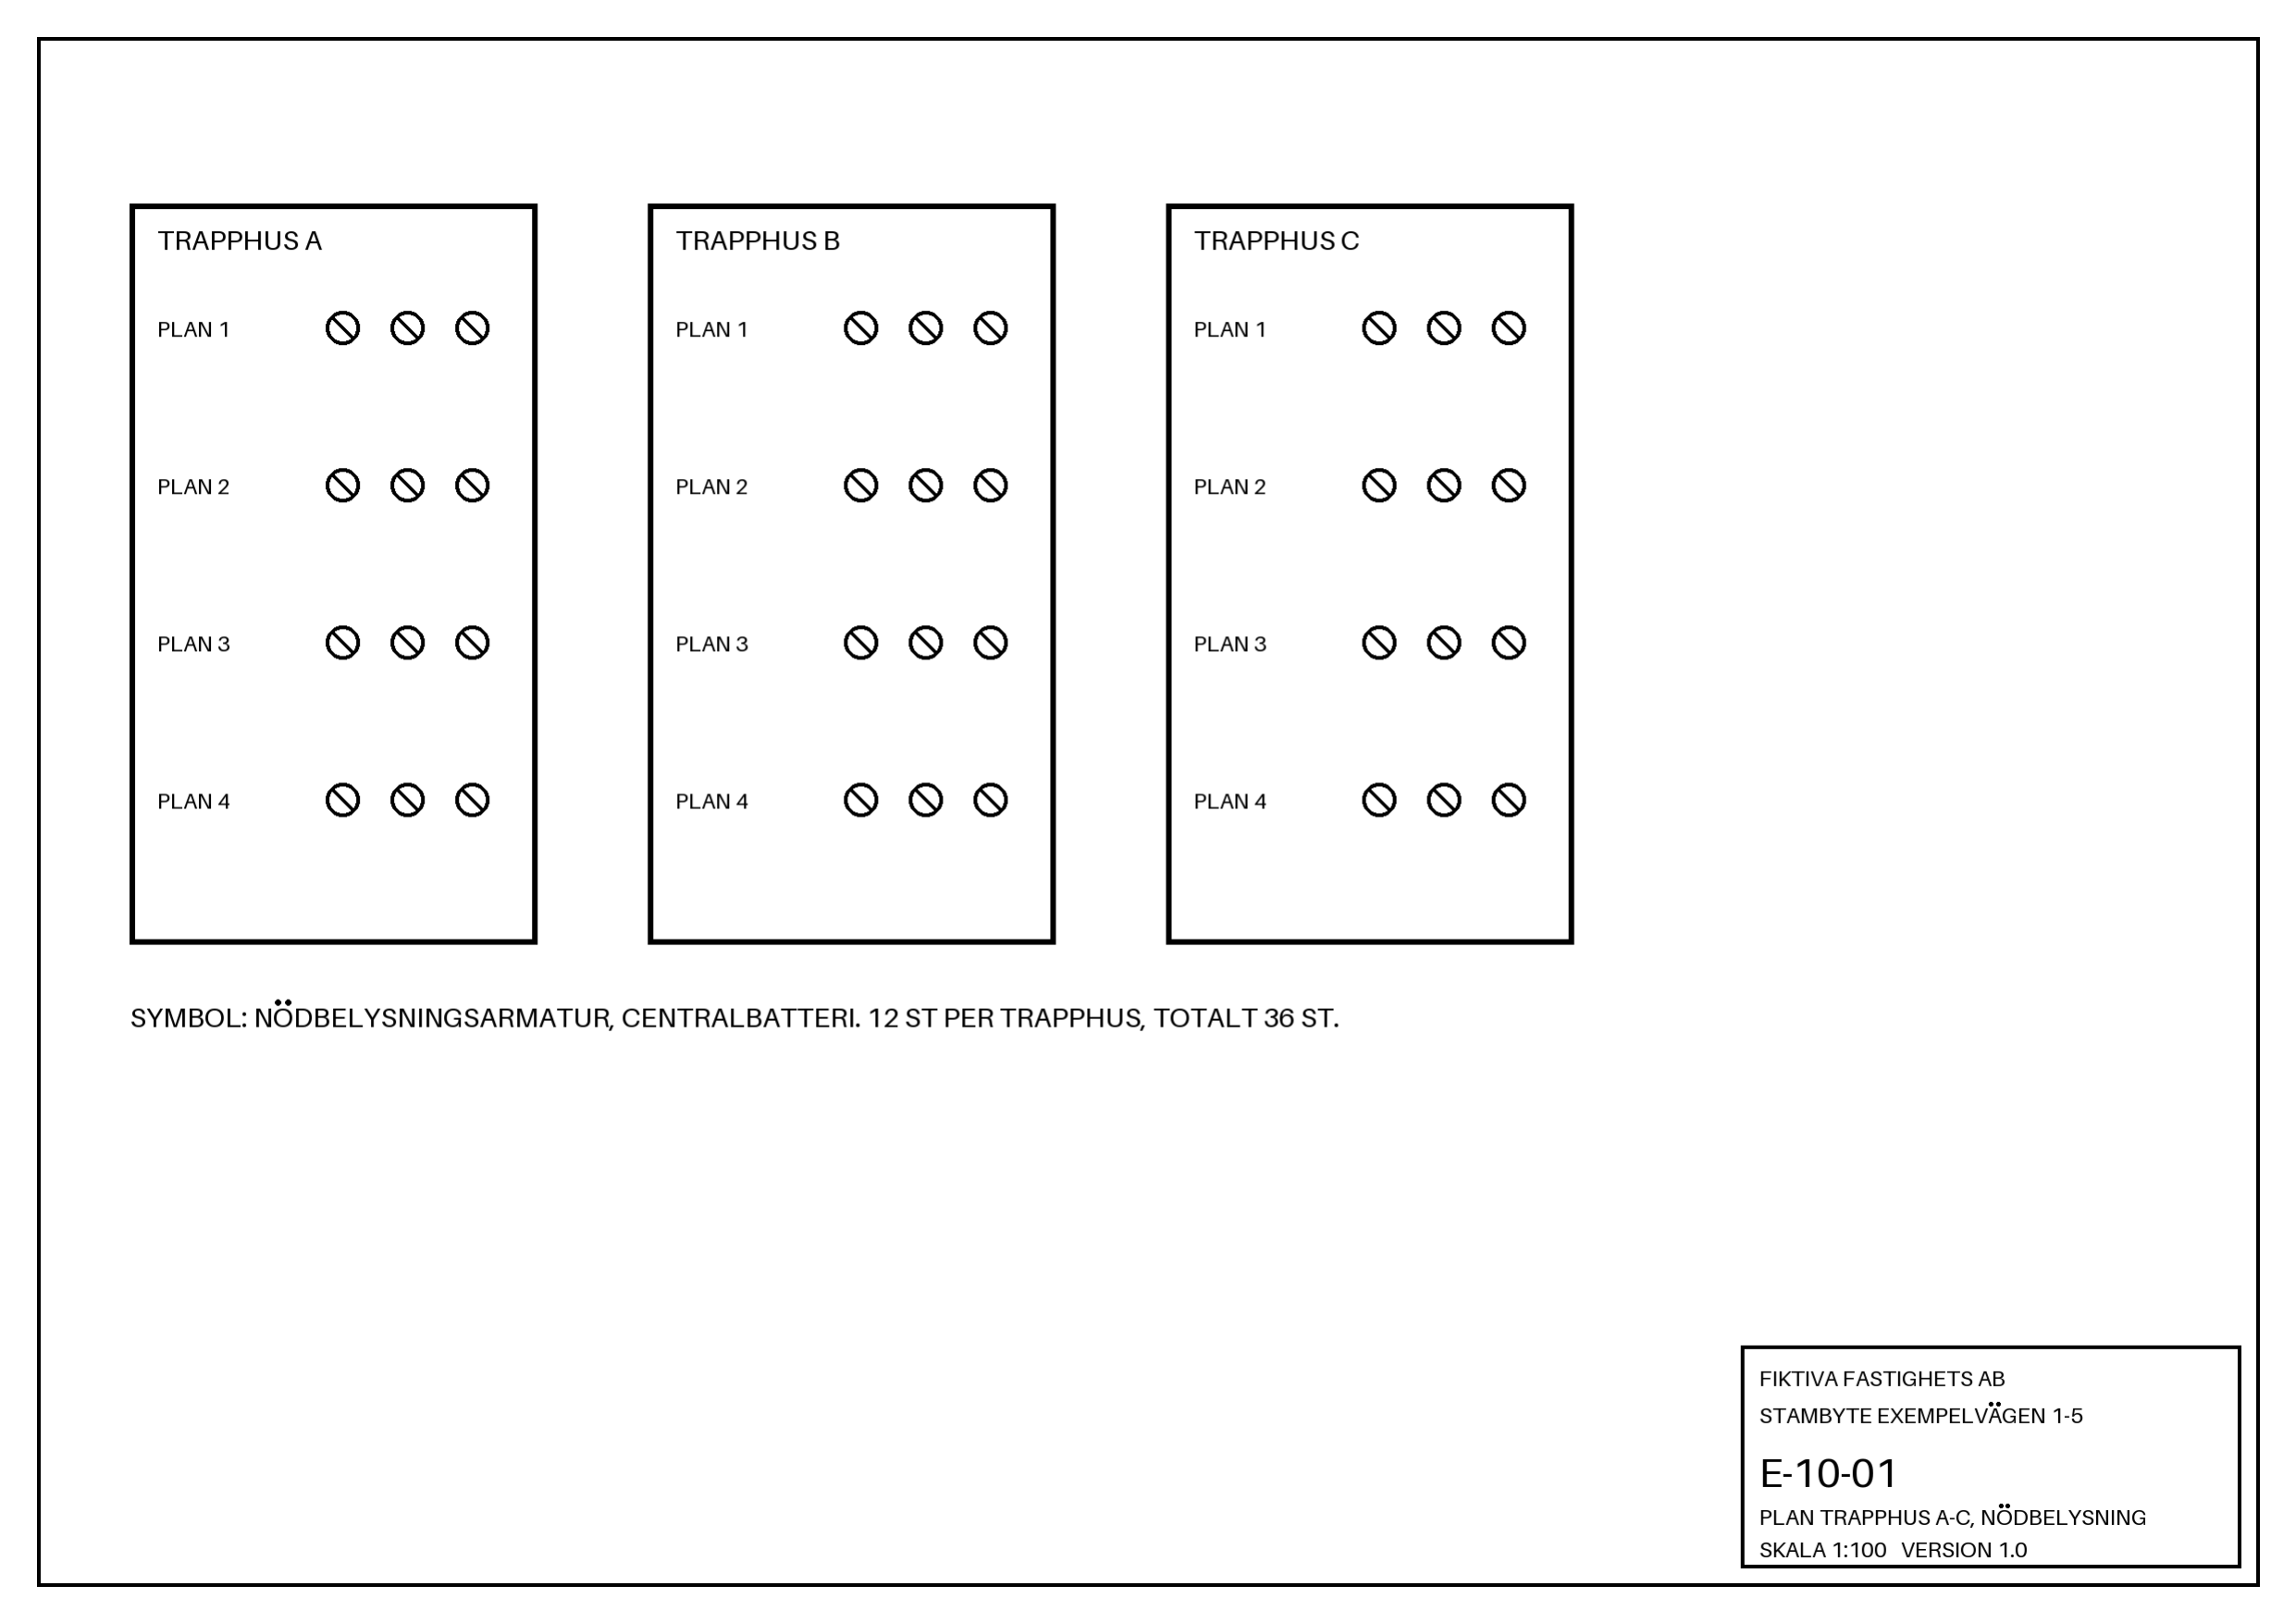 TRAPPHUS A
PLAN 1
PLAN 2
PLAN 3
PLAN 4
TRAPPHUS B
PLAN 1
PLAN 2
PLAN 3
PLAN 4
TRAPPHUS C
PLAN 1
PLAN 2
PLAN 3
PLAN 4
SYMBOL: NÖDBELYSNINGSARMATUR, CENTRALBATTERI. 12 ST PER TRAPPHUS, TOTALT 36 ST.
FIKTIVA FASTIGHETS AB
STAMBYTE EXEMPELVÄGEN 1-5
E-10-01
PLAN TRAPPHUS A-C, NÖDBELYSNING
SKALA 1:100 VERSION 1.0